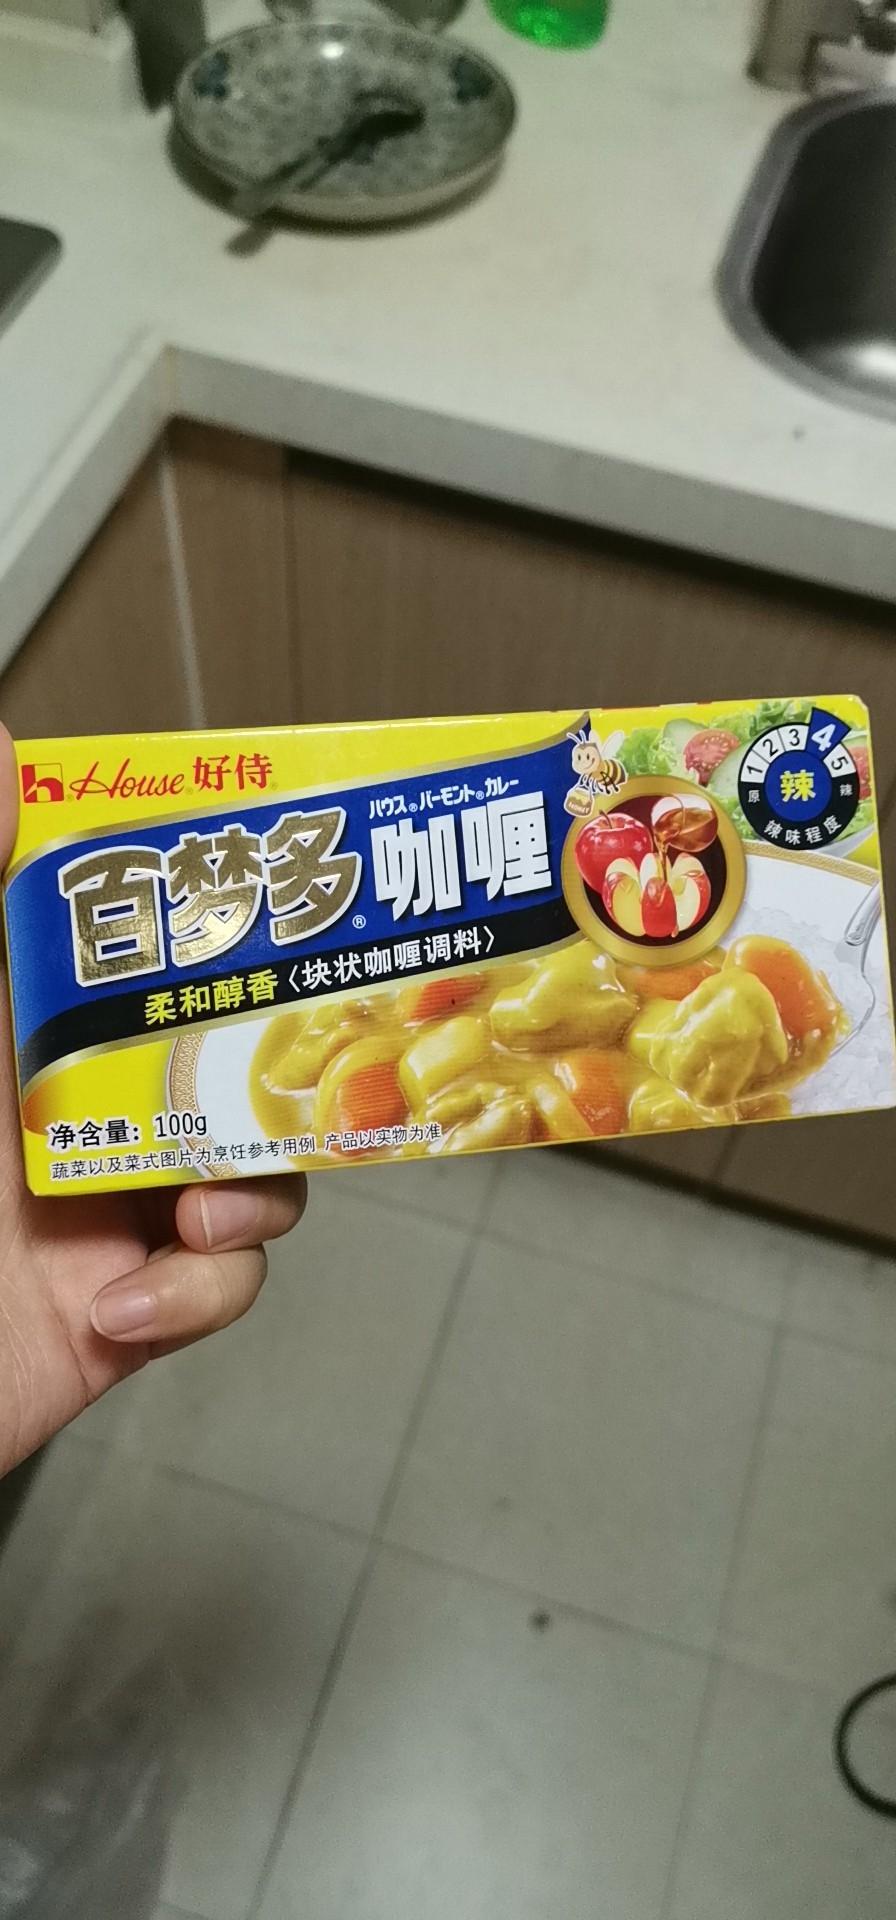 House 好侍
ハウス®バーモント®カレー
百梦多® 咖喱
柔和醇香〈块状咖喱调料〉
1 2 3 4 5
原 辣 辣
辣味程度
净含量：100g
蔬菜以及菜式图片为烹饪参考用例 产品以实物为准